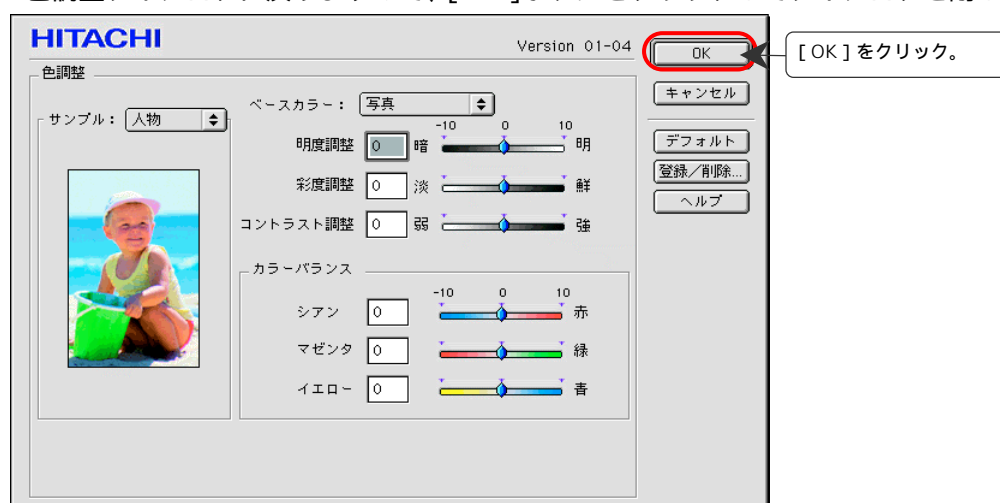 HITACHI
Version 01-04
OK
[OK]をクリック。
色調整
キャンセル
サンプル： 人物
ベースカラー： 写真
-10 0 10
明度調整 0 暗 明
デフォルト
彩度調整 0 淡 鮮
登録／削除...
ヘルプ
コントラスト調整 0 弱 強
カラーバランス
-10 0 10
シアン 0 赤
マゼンタ 0 緑
イエロー 0 青